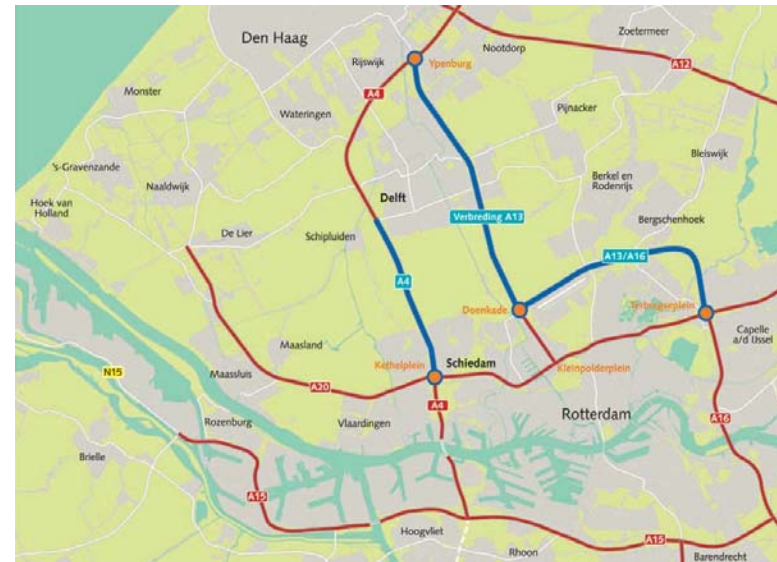 Den Haag
Zoetermeer
Nootdorp
Rijswijk
Ypenburg
A12
Monster
A4
Wateringen
Pijnacker
Bleiswijk
's-Gravenzande
Naaldwijk
Delft
Berkel en
Rodenrijs
Hoek van
Holland
De Lier
Schipluiden
Verbreding A13
Bergschenhoek
A13/A16
A4
Doenkade
Terbregseplein
Capelle
a/d IJssel
Maasland
Kethelplein
Schiedam
Kleinpolderplein
N15
Maassluis
A20
A4
Rozenburg
Vlaardingen
Rotterdam
A16
Brielle
A15
Hoogvliet
Rhoon
A15
Barendrecht